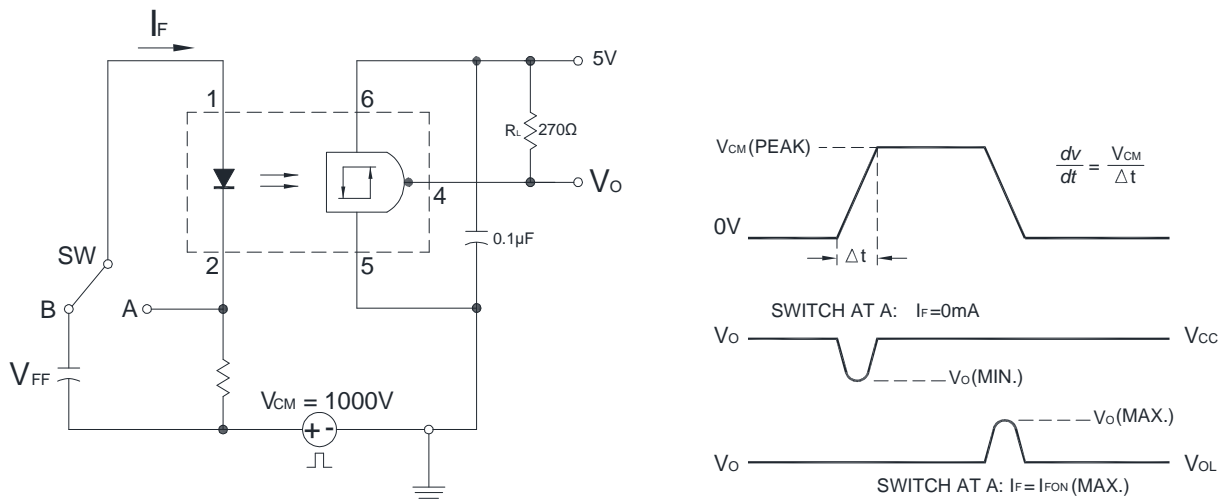 IF
1
6
5V
RL 270Ω
VO
4
0.1µF
2
5
SW
B
A
VFF
VCM = 1000V
+ -
VCM (PEAK)
dv/dt = VCM/△t
0V
△t
SWITCH AT A: IF=0mA
VO
VCC
VO (MIN.)
VO (MAX.)
VO
VOL
SWITCH AT A: IF = IFON (MAX.)